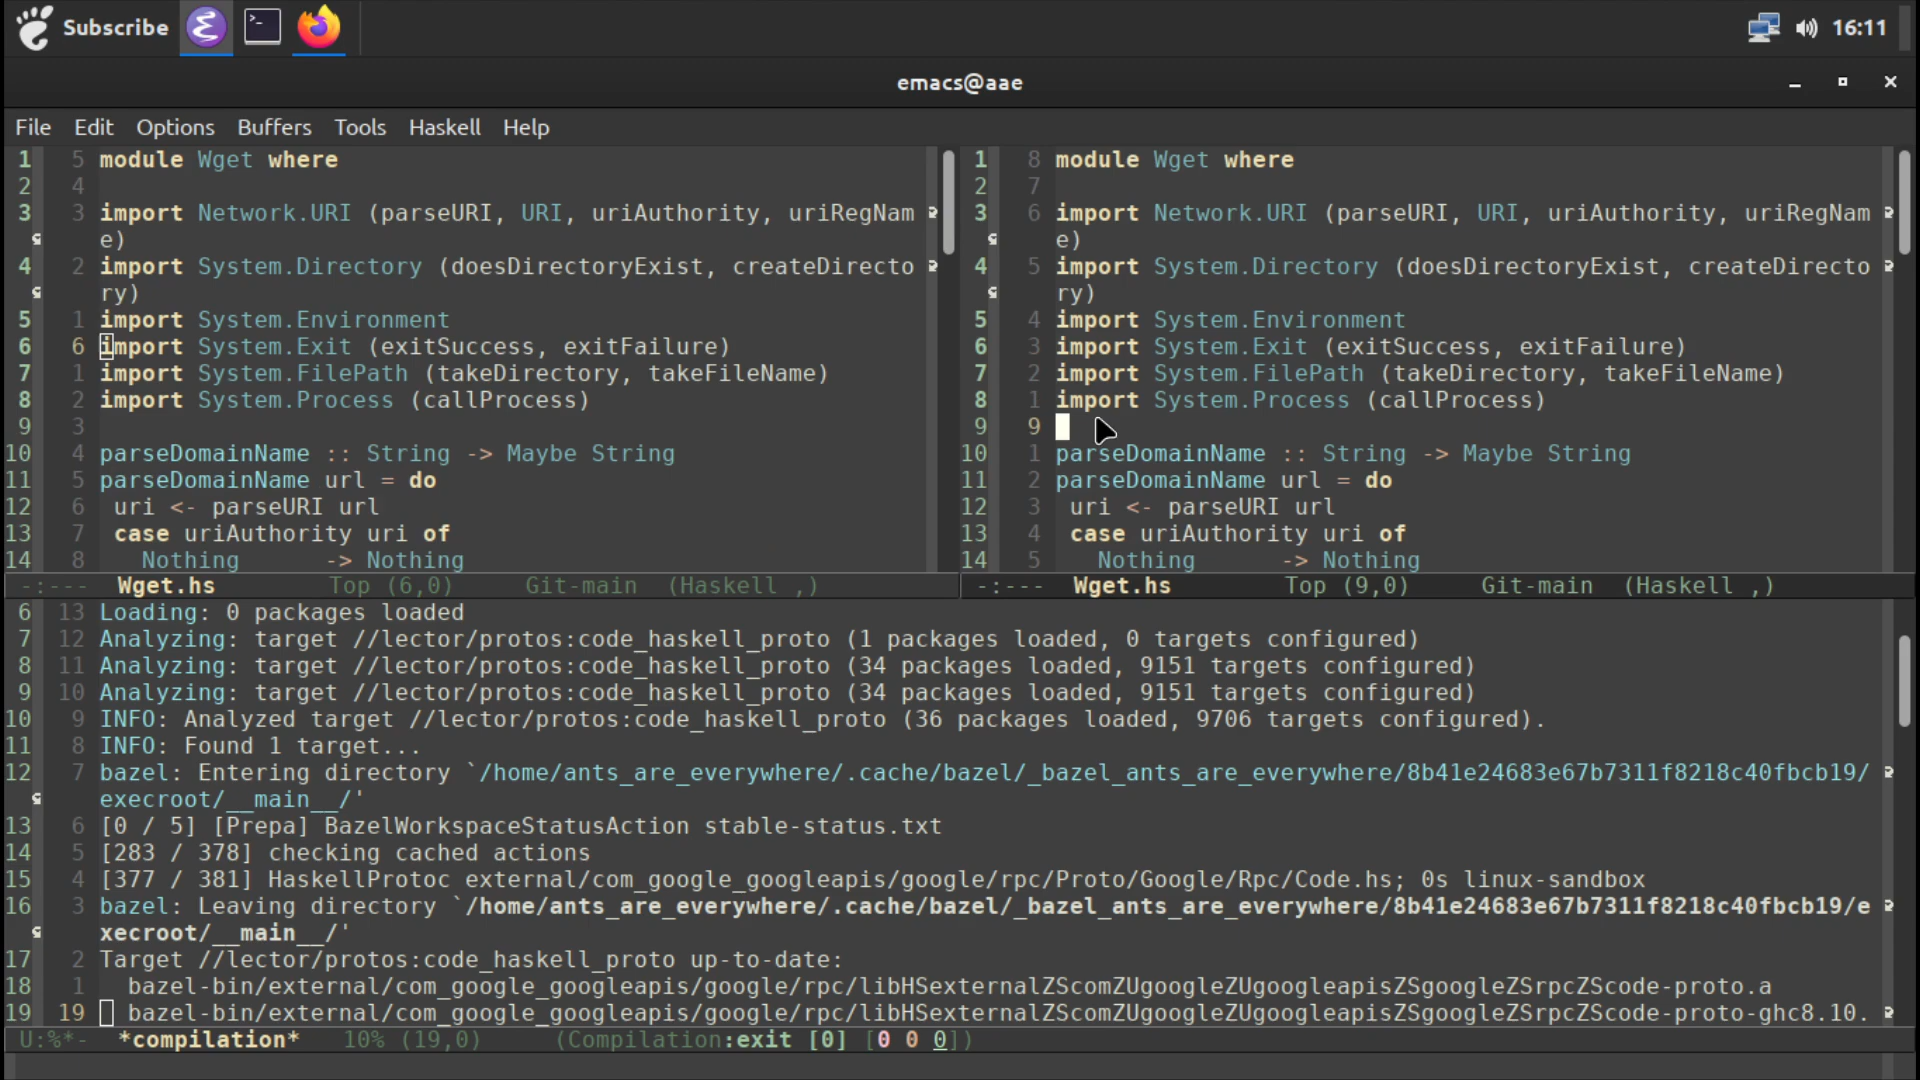 Subscribe 16:11
emacs@aae
File Edit Options Buffers Tools Haskell Help
1 5 module Wget where
2 4
3 3 import Network.URI (parseURI, URI, uriAuthority, uriRegNam
e)
4 2 import System.Directory (doesDirectoryExist, createDirecto
ry)
5 1 import System.Environment
6 6 import System.Exit (exitSuccess, exitFailure)
7 1 import System.FilePath (takeDirectory, takeFileName)
8 2 import System.Process (callProcess)
9 3
10 4 parseDomainName :: String -> Maybe String
11 5 parseDomainName url = do
12 6 uri <- parseURI url
13 7 case uriAuthority uri of
14 8 Nothing -> Nothing
-:--- Wget.hs Top (6,0) Git-main (Haskell ,)
1 8 module Wget where
2 7
3 6 import Network.URI (parseURI, URI, uriAuthority, uriRegNam
e)
4 5 import System.Directory (doesDirectoryExist, createDirecto
ry)
5 4 import System.Environment
6 3 import System.Exit (exitSuccess, exitFailure)
7 2 import System.FilePath (takeDirectory, takeFileName)
8 1 import System.Process (callProcess)
9 9
10 1 parseDomainName :: String -> Maybe String
11 2 parseDomainName url = do
12 3 uri <- parseURI url
13 4 case uriAuthority uri of
14 5 Nothing -> Nothing
-:--- Wget.hs Top (9,0) Git-main (Haskell ,)
6 13 Loading: 0 packages loaded
7 12 Analyzing: target //lector/protos:code_haskell_proto (1 packages loaded, 0 targets configured)
8 11 Analyzing: target //lector/protos:code_haskell_proto (34 packages loaded, 9151 targets configured)
9 10 Analyzing: target //lector/protos:code_haskell_proto (34 packages loaded, 9151 targets configured)
10 9 INFO: Analyzed target //lector/protos:code_haskell_proto (36 packages loaded, 9706 targets configured).
11 8 INFO: Found 1 target...
12 7 bazel: Entering directory `/home/ants_are_everywhere/.cache/bazel/_bazel_ants_are_everywhere/8b41e24683e67b7311f8218c40fbcb19/
execroot/__main__/'
13 6 [0 / 5] [Prepa] BazelWorkspaceStatusAction stable-status.txt
14 5 [283 / 378] checking cached actions
15 4 [377 / 381] HaskellProtoc external/com_google_googleapis/google/rpc/Proto/Google/Rpc/Code.hs; 0s linux-sandbox
16 3 bazel: Leaving directory `/home/ants_are_everywhere/.cache/bazel/_bazel_ants_are_everywhere/8b41e24683e67b7311f8218c40fbcb19/e
xecroot/__main__/'
17 2 Target //lector/protos:code_haskell_proto up-to-date:
18 1 bazel-bin/external/com_google_googleapis/google/rpc/libHSexternalZScomZUgoogleZUgoogleapisZSgoogleZSrpcZScode-proto.a
19 19 bazel-bin/external/com_google_googleapis/google/rpc/libHSexternalZScomZUgoogleZUgoogleapisZSgoogleZSrpcZScode-proto-ghc8.10.
U:%*- *compilation* 10% (19,0) (Compilation:exit [0] [0 0 0])